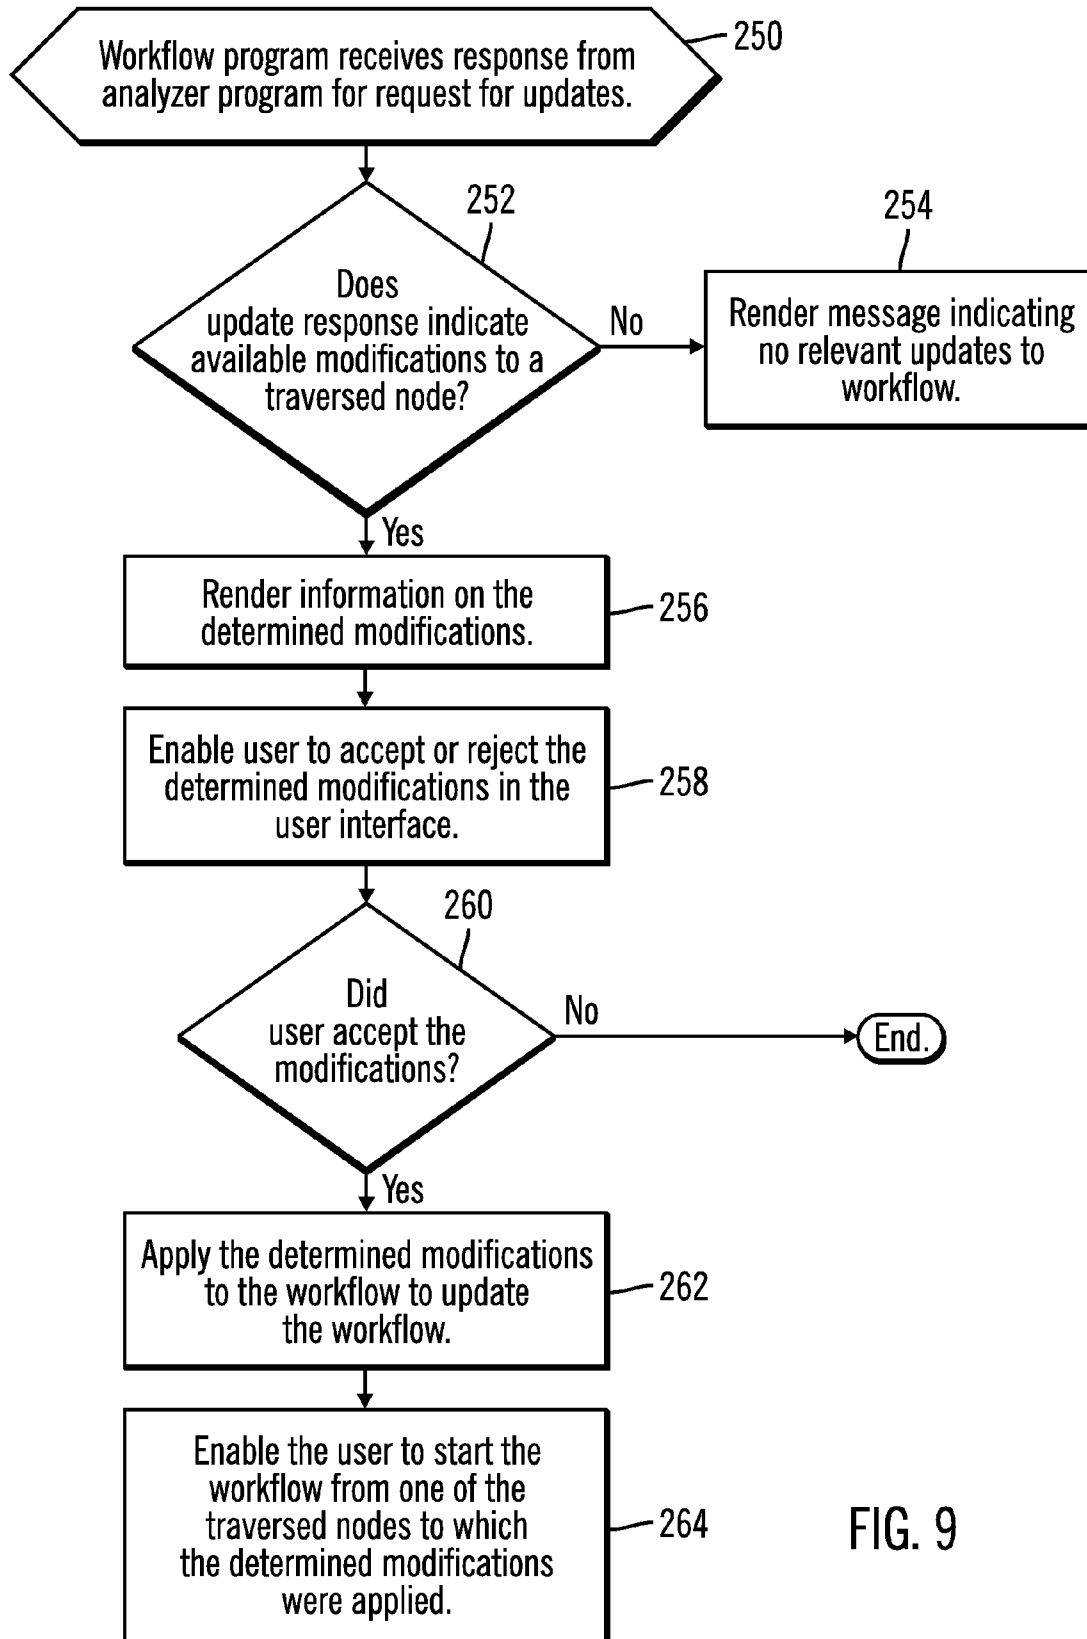 Workflow program receives response from
analyzer program for request for updates.
250
252
Does
update response indicate
available modifications to a
traversed node?
No
254
Render message indicating
no relevant updates to
workflow.
Yes
Render information on the
determined modifications.
256
Enable user to accept or reject the
determined modifications in the
user interface.
258
260
Did
user accept the
modifications?
No
End.
Yes
Apply the determined modifications
to the workflow to update
the workflow.
262
Enable the user to start the
workflow from one of the
traversed nodes to which
the determined modifications
were applied.
264
FIG. 9